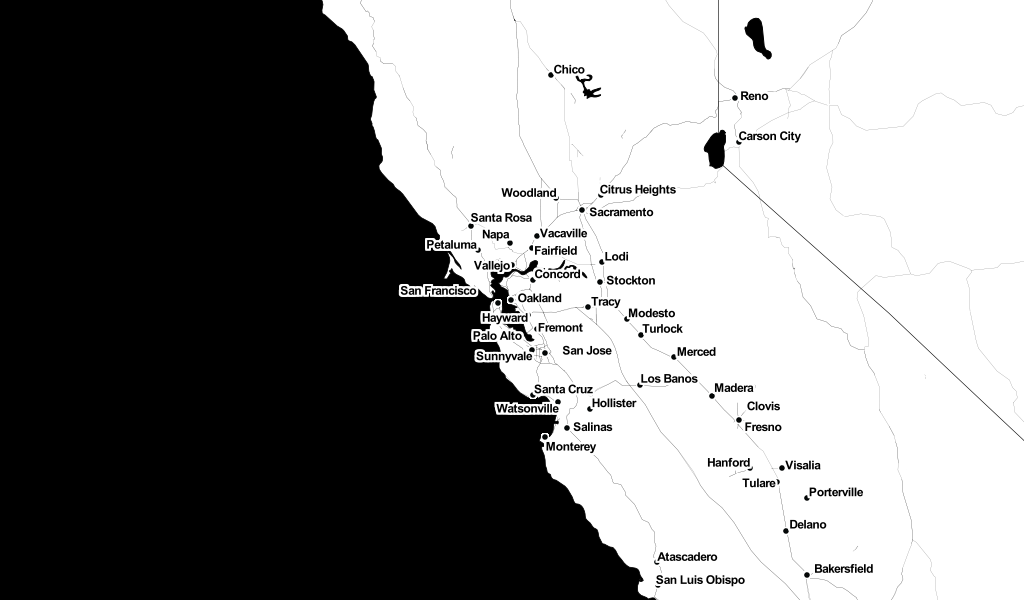 Chico
Reno
Carson City
Citrus Heights
Woodland
Sacramento
Santa Rosa
Napa
Vacaville
Petaluma
Fairfield
Lodi
Vallejo
Concord
Stockton
San Francisco
Oakland
Tracy
Hayward
Modesto
Fremont
Turlock
Palo Alto
San Jose
Merced
Sunnyvale
Los Banos
Santa Cruz
Madera
Hollister
Watsonville
Clovis
Salinas
Fresno
Monterey
Hanford
Visalia
Tulare
Porterville
Delano
Atascadero
Bakersfield
San Luis Obispo